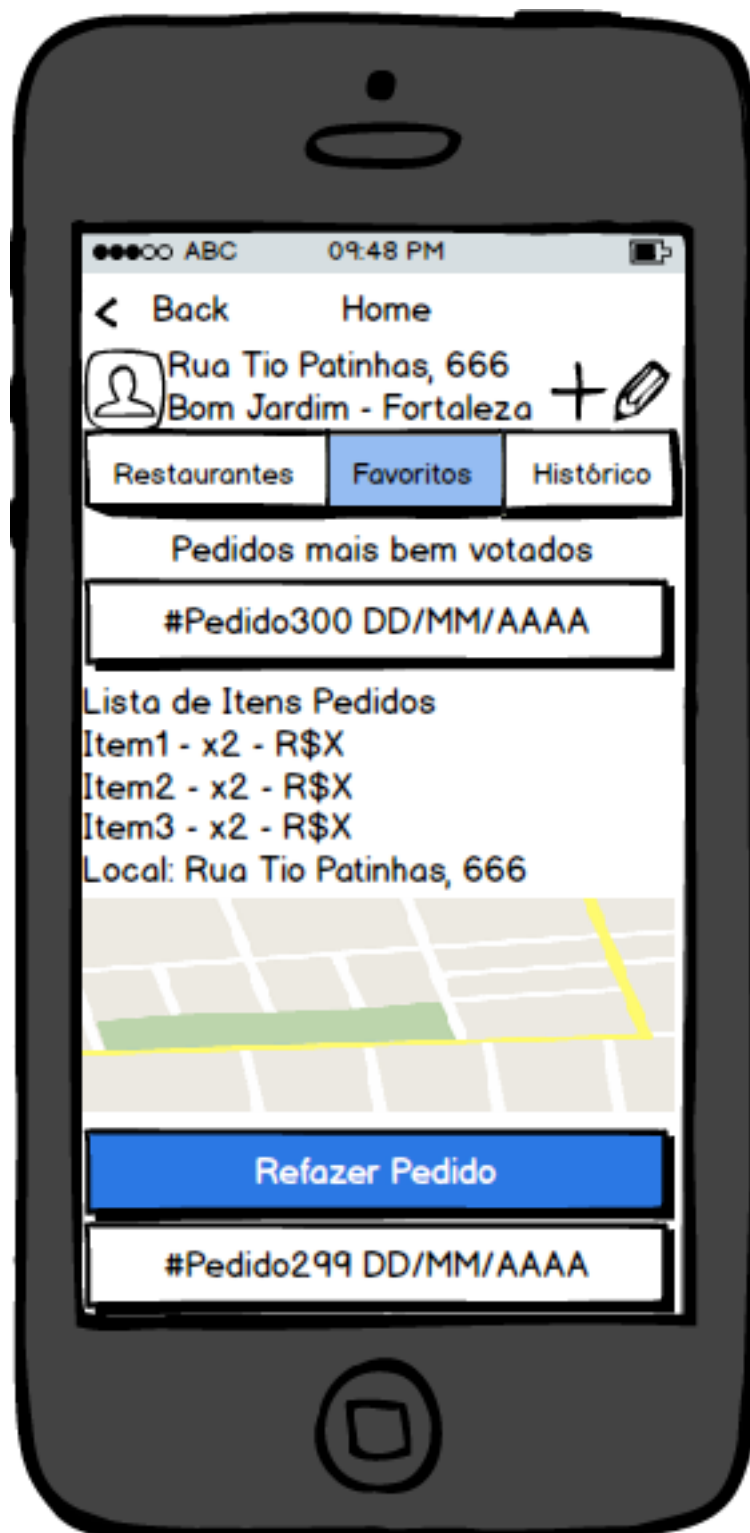 ABC 09:48 PM
Back Home
Rua Tio Patinhas, 666
Bom Jardim - Fortaleza
Restaurantes Favoritos Histórico
Pedidos mais bem votados
#Pedido300 DD/MM/AAAA
Lista de Itens Pedidos
Item1 - x2 - R$X
Item2 - x2 - R$X
Item3 - x2 - R$X
Local: Rua Tio Patinhas, 666
Refazer Pedido
#Pedido299 DD/MM/AAAA